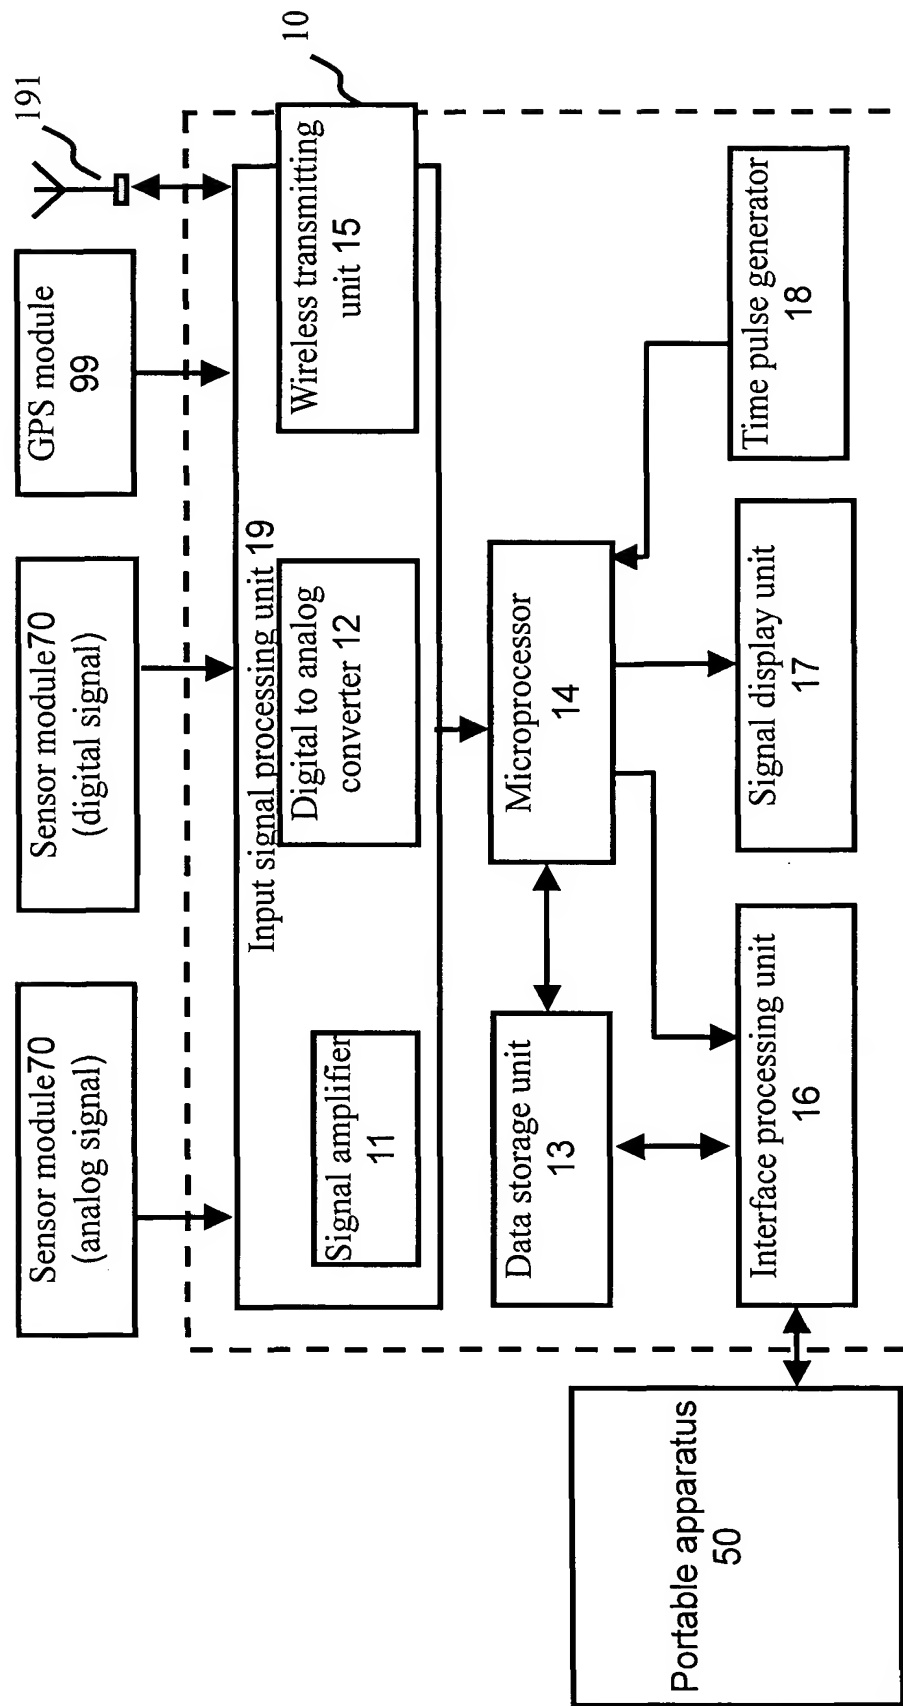 Sensor module70
(analog signal)
Sensor module70
(digital signal)
GPS module
99
191
10
Input signal processing unit 19
Signal amplifier
11
Digital to analog
converter 12
Wireless transmitting
unit 15
Data storage unit
13
Microprocessor
14
Interface processing unit
16
Signal display unit
17
Time pulse generator
18
Portable apparatus
50